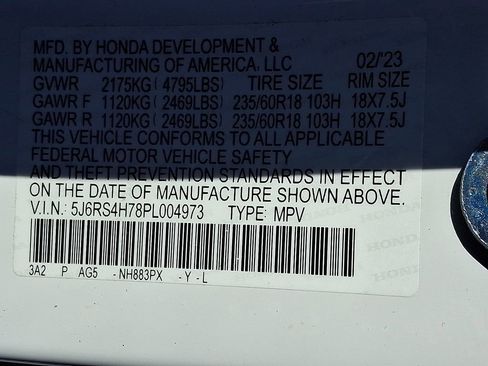 MFD. BY HONDA DEVELOPMENT &
MANUFACTURING OF AMERICA, LLC 02/'23
GVWR 2175KG (4795LBS) TIRE SIZE RIM SIZE
GAWR F 1120KG (2469LBS) 235/60R18 103H 18X7.5J
GAWR R 1120KG (2469LBS) 235/60R18 103H 18X7.5J
THIS VEHICLE CONFORMS TO ALL APPLICABLE
FEDERAL MOTOR VEHICLE SAFETY
AND THEFT PREVENTION STANDARDS IN EFFECT
ON THE DATE OF MANUFACTURE SHOWN ABOVE.
V.I.N.: 5J6RS4H78PL004973 TYPE: MPV
3A2 P AG5 - NH883PX - Y - L